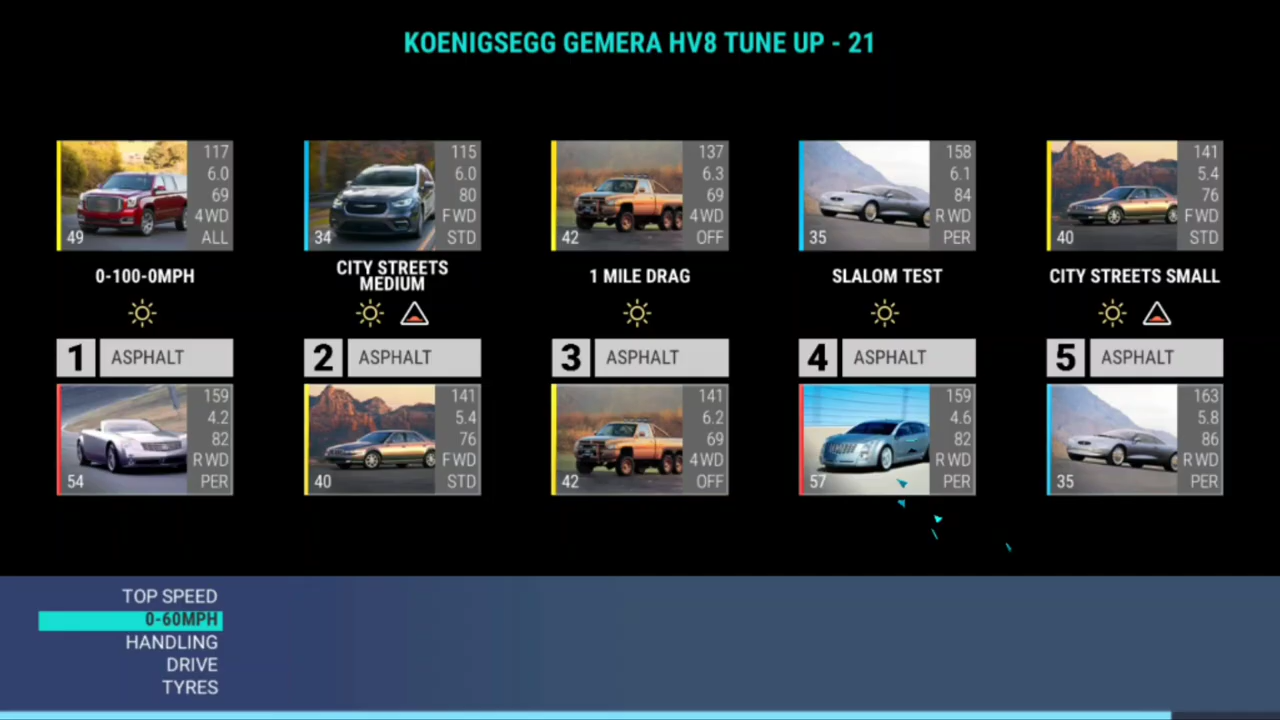 KOENIGSEGG GEMERA HV8 TUNE UP - 21
117
6.0
69
4WD
ALL
49
115
6.0
80
FWD
STD
34
137
6.3
69
4WD
OFF
42
158
6.1
84
RWD
PER
35
141
5.4
76
FWD
STD
40
0-100-0MPH
CITY STREETS
MEDIUM
1 MILE DRAG
SLALOM TEST
CITY STREETS SMALL
1 ASPHALT
2 ASPHALT
3 ASPHALT
4 ASPHALT
5 ASPHALT
159
4.2
82
RWD
PER
54
141
5.4
76
FWD
STD
40
141
6.2
69
4WD
OFF
42
159
4.6
82
RWD
PER
57
163
5.8
86
RWD
PER
35
TOP SPEED
0-60MPH
HANDLING
DRIVE
TYRES